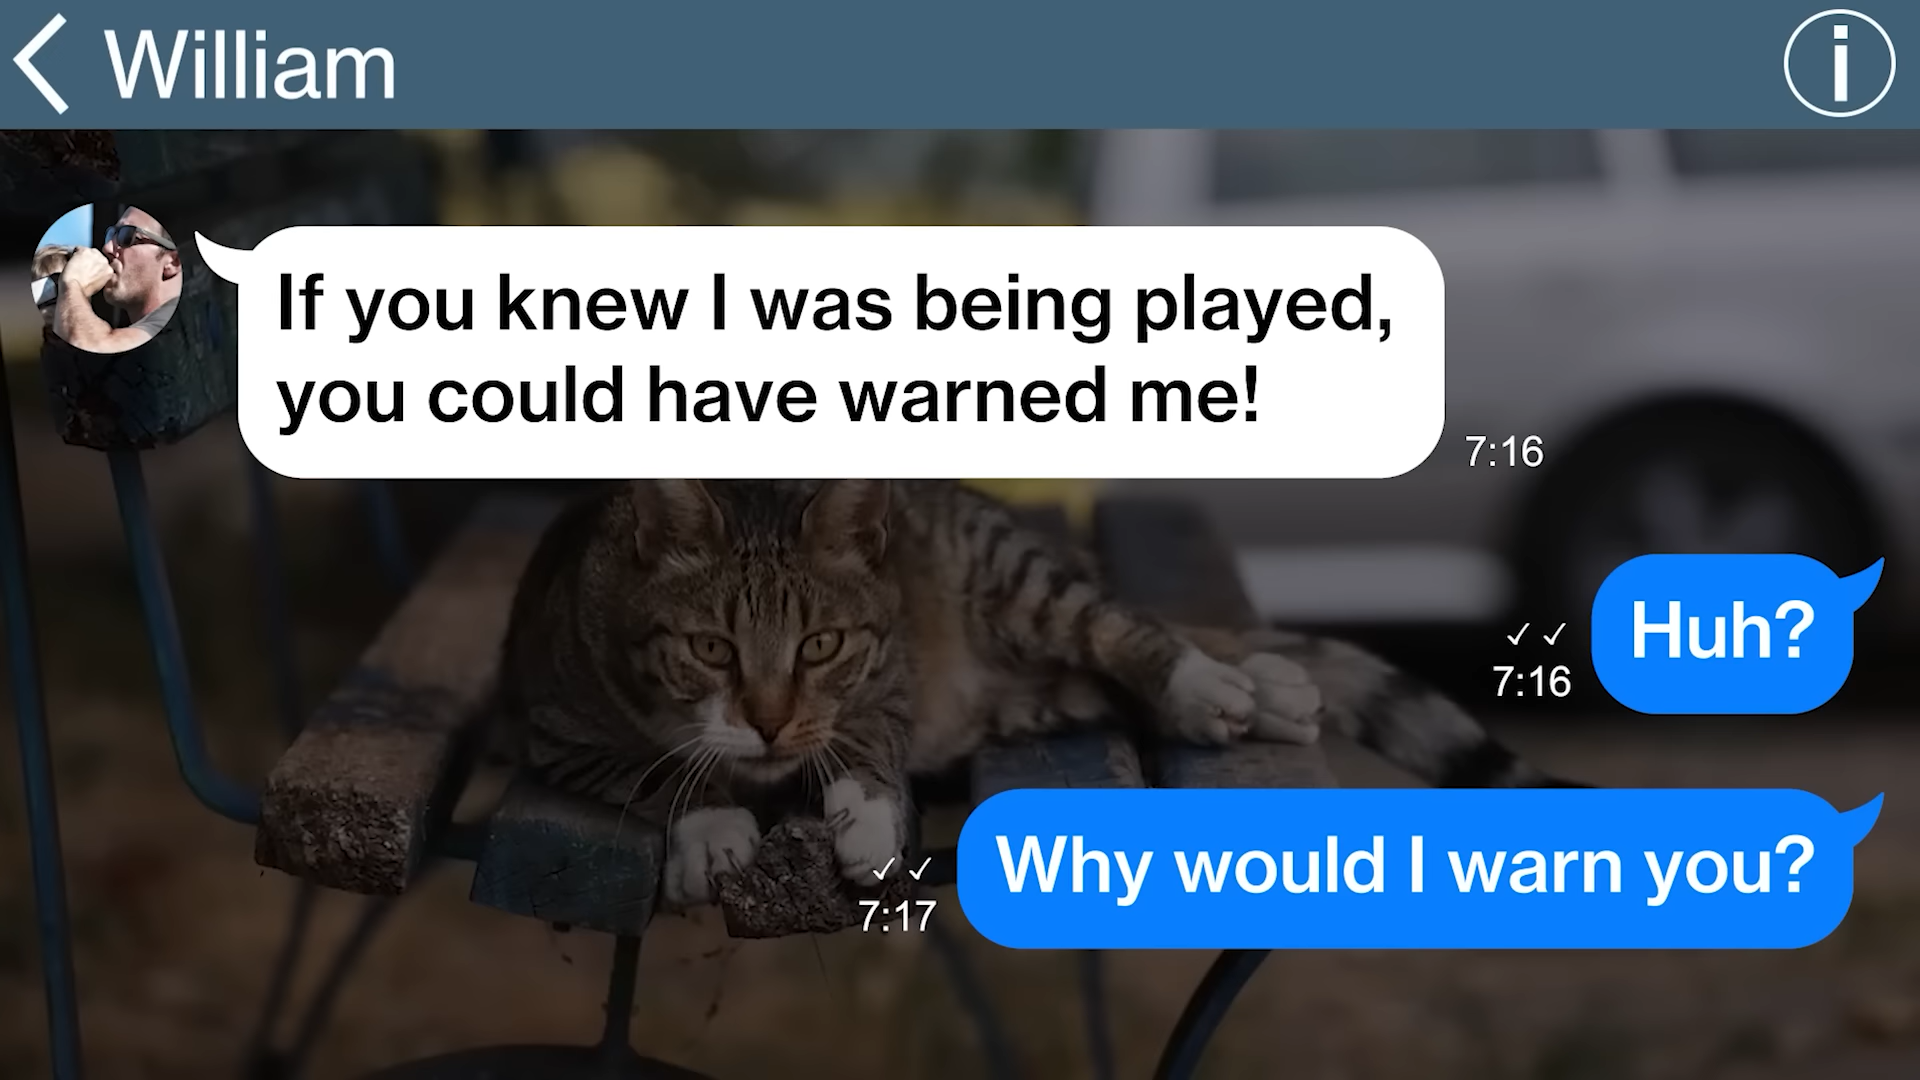 William
If you knew I was being played,
you could have warned me!
7:16
Huh?
✓✓
7:16
Why would I warn you?
✓✓
7:17